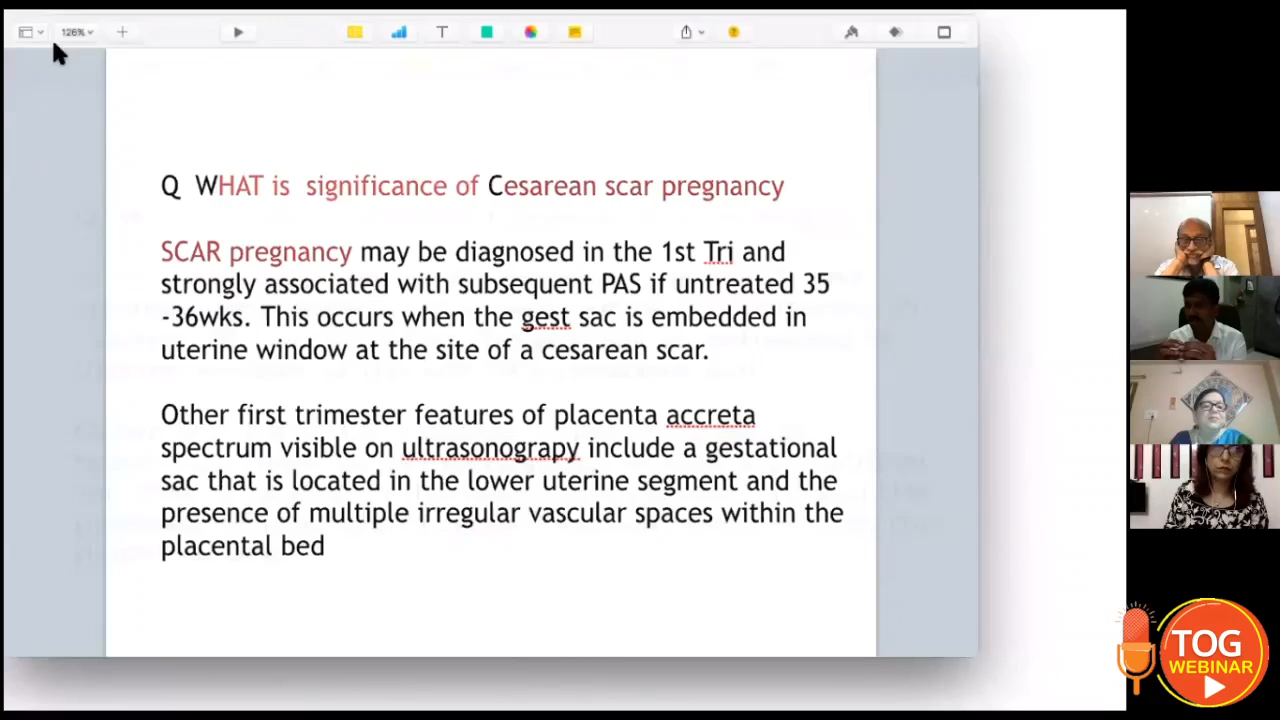 126%
Q WHAT is significance of Cesarean scar pregnancy
SCAR pregnancy may be diagnosed in the 1st Tri and
strongly associated with subsequent PAS if untreated 35
-36wks. This occurs when the gest sac is embedded in
uterine window at the site of a cesarean scar.
Other first trimester features of placenta accreta
spectrum visible on ultrasonograpy include a gestational
sac that is located in the lower uterine segment and the
presence of multiple irregular vascular spaces within the
placental bed
TOG
WEBINAR